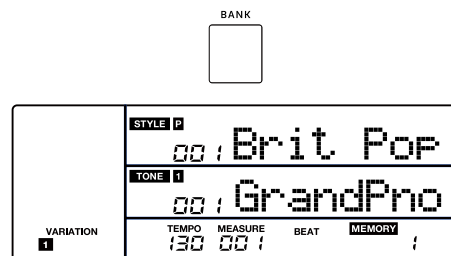 BANK
STYLE P
001 Brit Pop
TONE 1
001 GrandPno
VARIATION TEMPO MEASURE BEAT MEMORY
1 130 001 1